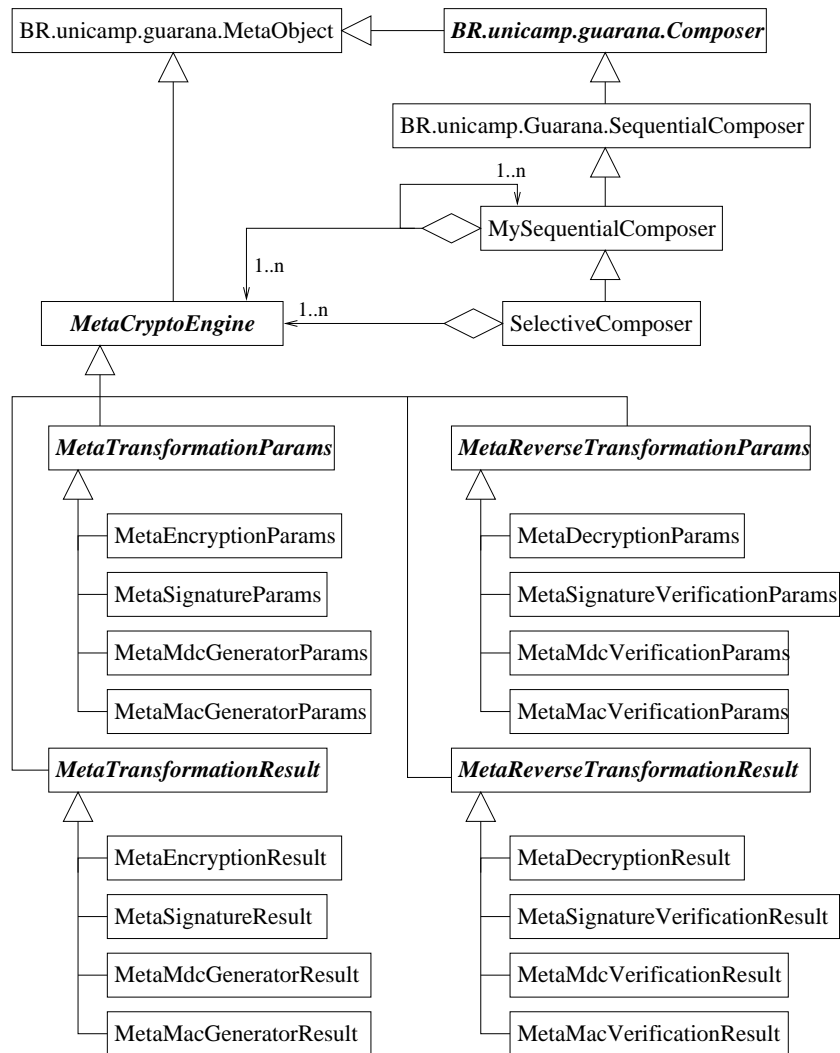 BR.unicamp.guarana.MetaObject
BR.unicamp.guarana.Composer
BR.unicamp.Guarana.SequentialComposer
1..n
MySequentialComposer
1..n
MetaCryptoEngine
1..n
SelectiveComposer
MetaTransformationParams
MetaEncryptionParams
MetaSignatureParams
MetaMdcGeneratorParams
MetaMacGeneratorParams
MetaReverseTransformationParams
MetaDecryptionParams
MetaSignatureVerificationParams
MetaMdcVerificationParams
MetaMacVerificationParams
MetaTransformationResult
MetaEncryptionResult
MetaSignatureResult
MetaMdcGeneratorResult
MetaMacGeneratorResult
MetaReverseTransformationResult
MetaDecryptionResult
MetaSignatureVerificationResult
MetaMdcVerificationResult
MetaMacVerificationResult